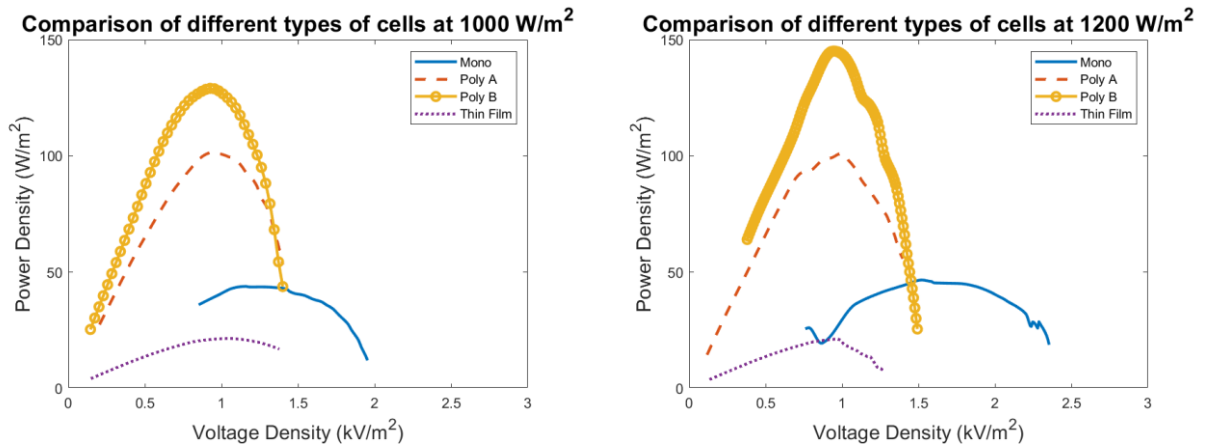 Comparison of different types of cells at 1000 W/m²
150
100
50
0
Power Density (W/m²)
Mono
Poly A
Poly B
Thin Film
0 0.5 1 1.5 2 2.5 3
Voltage Density (kV/m²)
Comparison of different types of cells at 1200 W/m²
150
100
50
0
Power Density (W/m²)
Mono
Poly A
Poly B
Thin Film
0 0.5 1 1.5 2 2.5 3
Voltage Density (kV/m²)